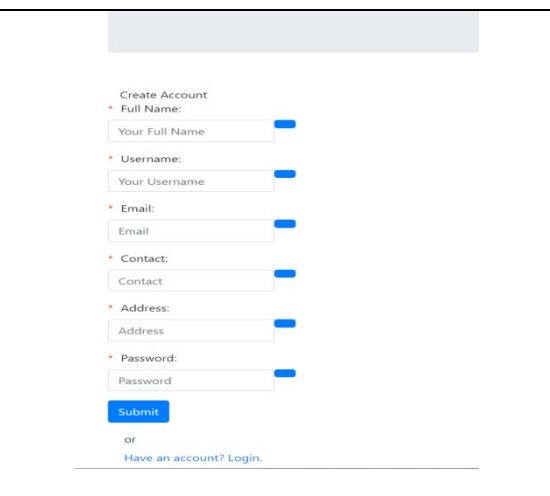 Create Account
* Full Name:
Your Full Name
* Username:
Your Username
* Email:
Email
* Contact:
Contact
* Address:
Address
* Password:
Password
Submit
or
Have an account? Login.